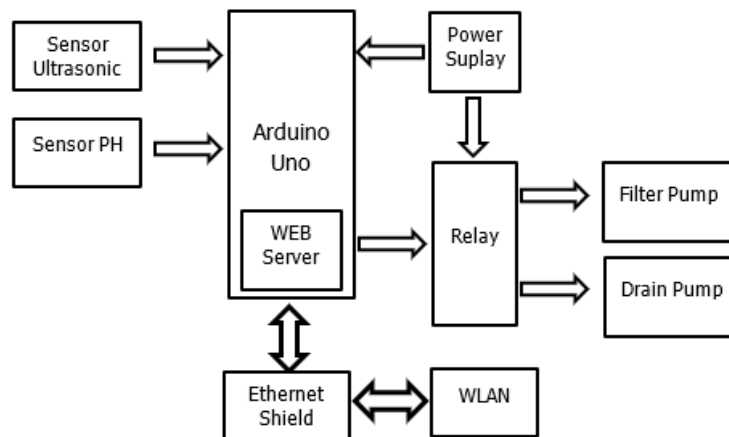 Sensor
Ultrasonic
Sensor PH
Arduino
Uno
WEB
Server
Power
Suplay
Relay
Filter Pump
Drain Pump
Ethernet
Shield
WLAN